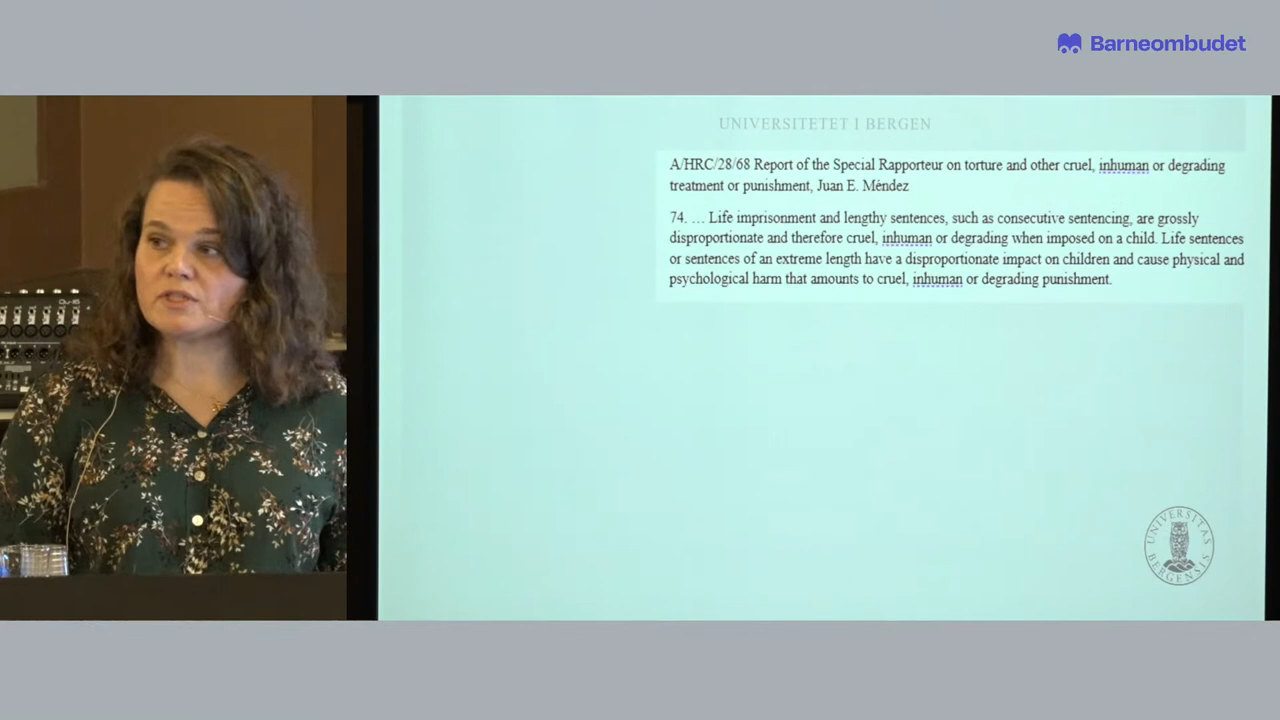 Barneombudet
UNIVERSITETET I BERGEN
A/HRC/28/68 Report of the Special Rapporteur on torture and other cruel, inhuman or degrading
treatment or punishment, Juan E. Méndez
74. … Life imprisonment and lengthy sentences, such as consecutive sentencing, are grossly
disproportionate and therefore cruel, inhuman or degrading when imposed on a child. Life sentences
or sentences of an extreme length have a disproportionate impact on children and cause physical and
psychological harm that amounts to cruel, inhuman or degrading punishment.
UNIVERSITAS
BERGENSIS